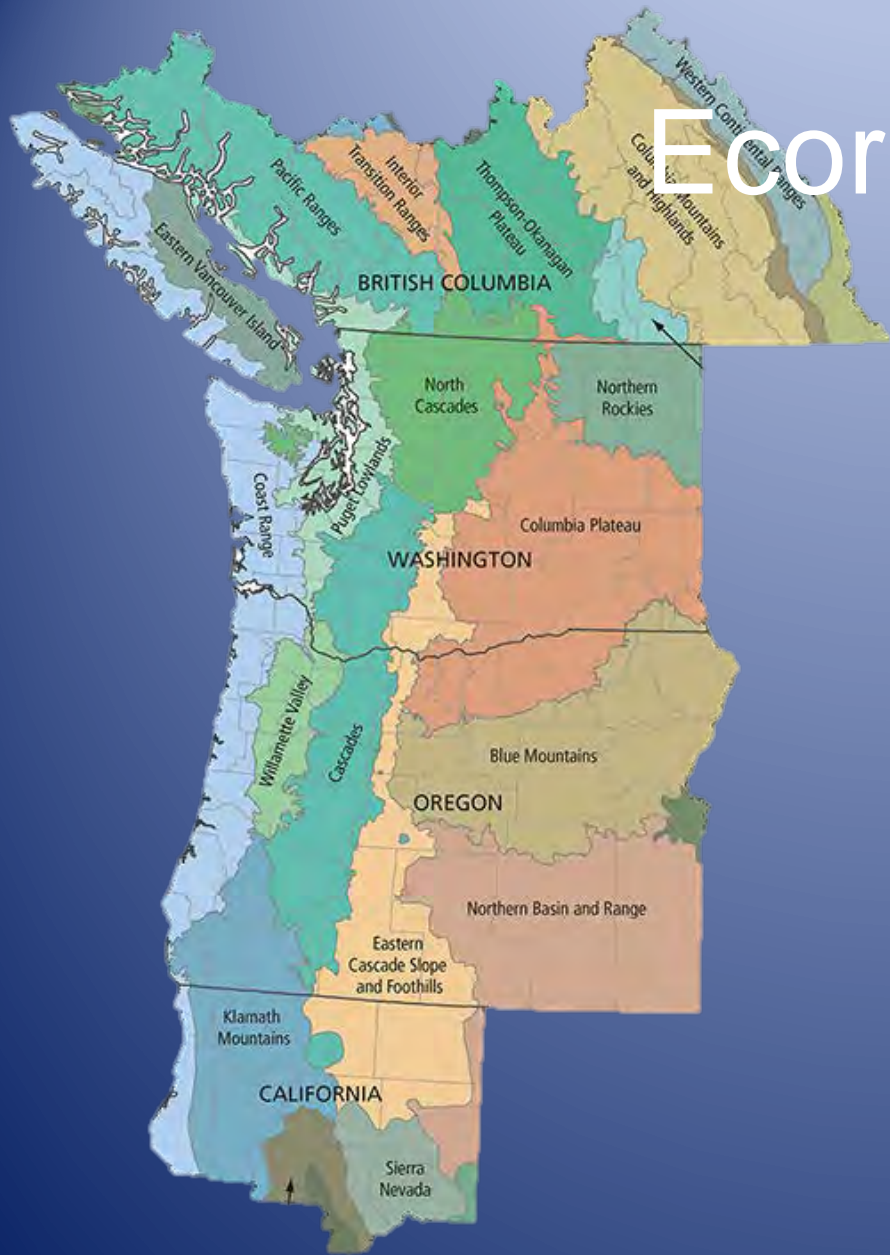 Ecor
Western Continental Ranges
Columbia Mountains
and Highlands
Interior
Transition Ranges
Thompson-Okanagan
Plateau
Pacific Ranges
Eastern Vancouver Island
BRITISH COLUMBIA
North
Cascades
Northern
Rockies
Puget Lowlands
Coast Range
Columbia Plateau
WASHINGTON
Willamette Valley
Cascades
Blue Mountains
OREGON
Northern Basin and Range
Eastern
Cascade Slope
and Foothills
Klamath
Mountains
CALIFORNIA
Sierra
Nevada